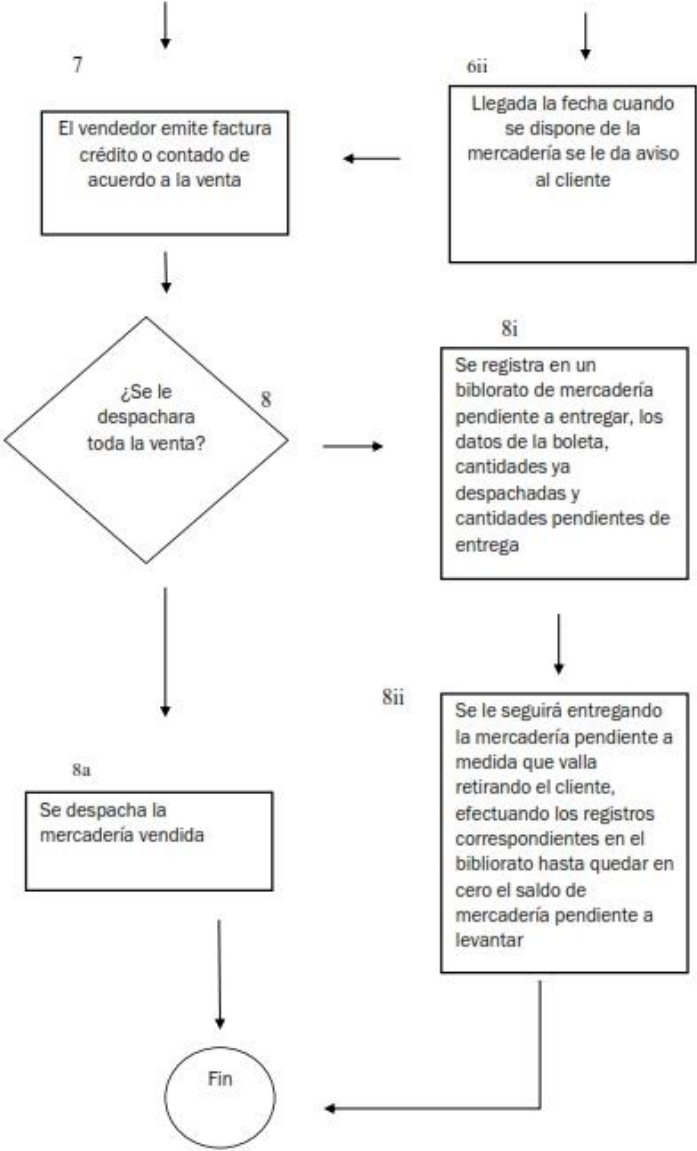 7
El vendedor emite factura
crédito o contado de
acuerdo a la venta
6ii
Llegada la fecha cuando
se dispone de la
mercadería se le da aviso
al cliente
¿Se le
despachara
toda la venta?
8
8i
Se registra en un
biblorato de mercadería
pendiente a entregar, los
datos de la boleta,
cantidades ya
despachadas y
cantidades pendientes de
entrega
8ii
Se le seguirá entregando
la mercadería pendiente a
medida que valla
retirando el cliente,
efectuando los registros
correspondientes en el
bibliorato hasta quedar en
cero el saldo de
mercadería pendiente a
levantar
8a
Se despacha la
mercadería vendida
Fin